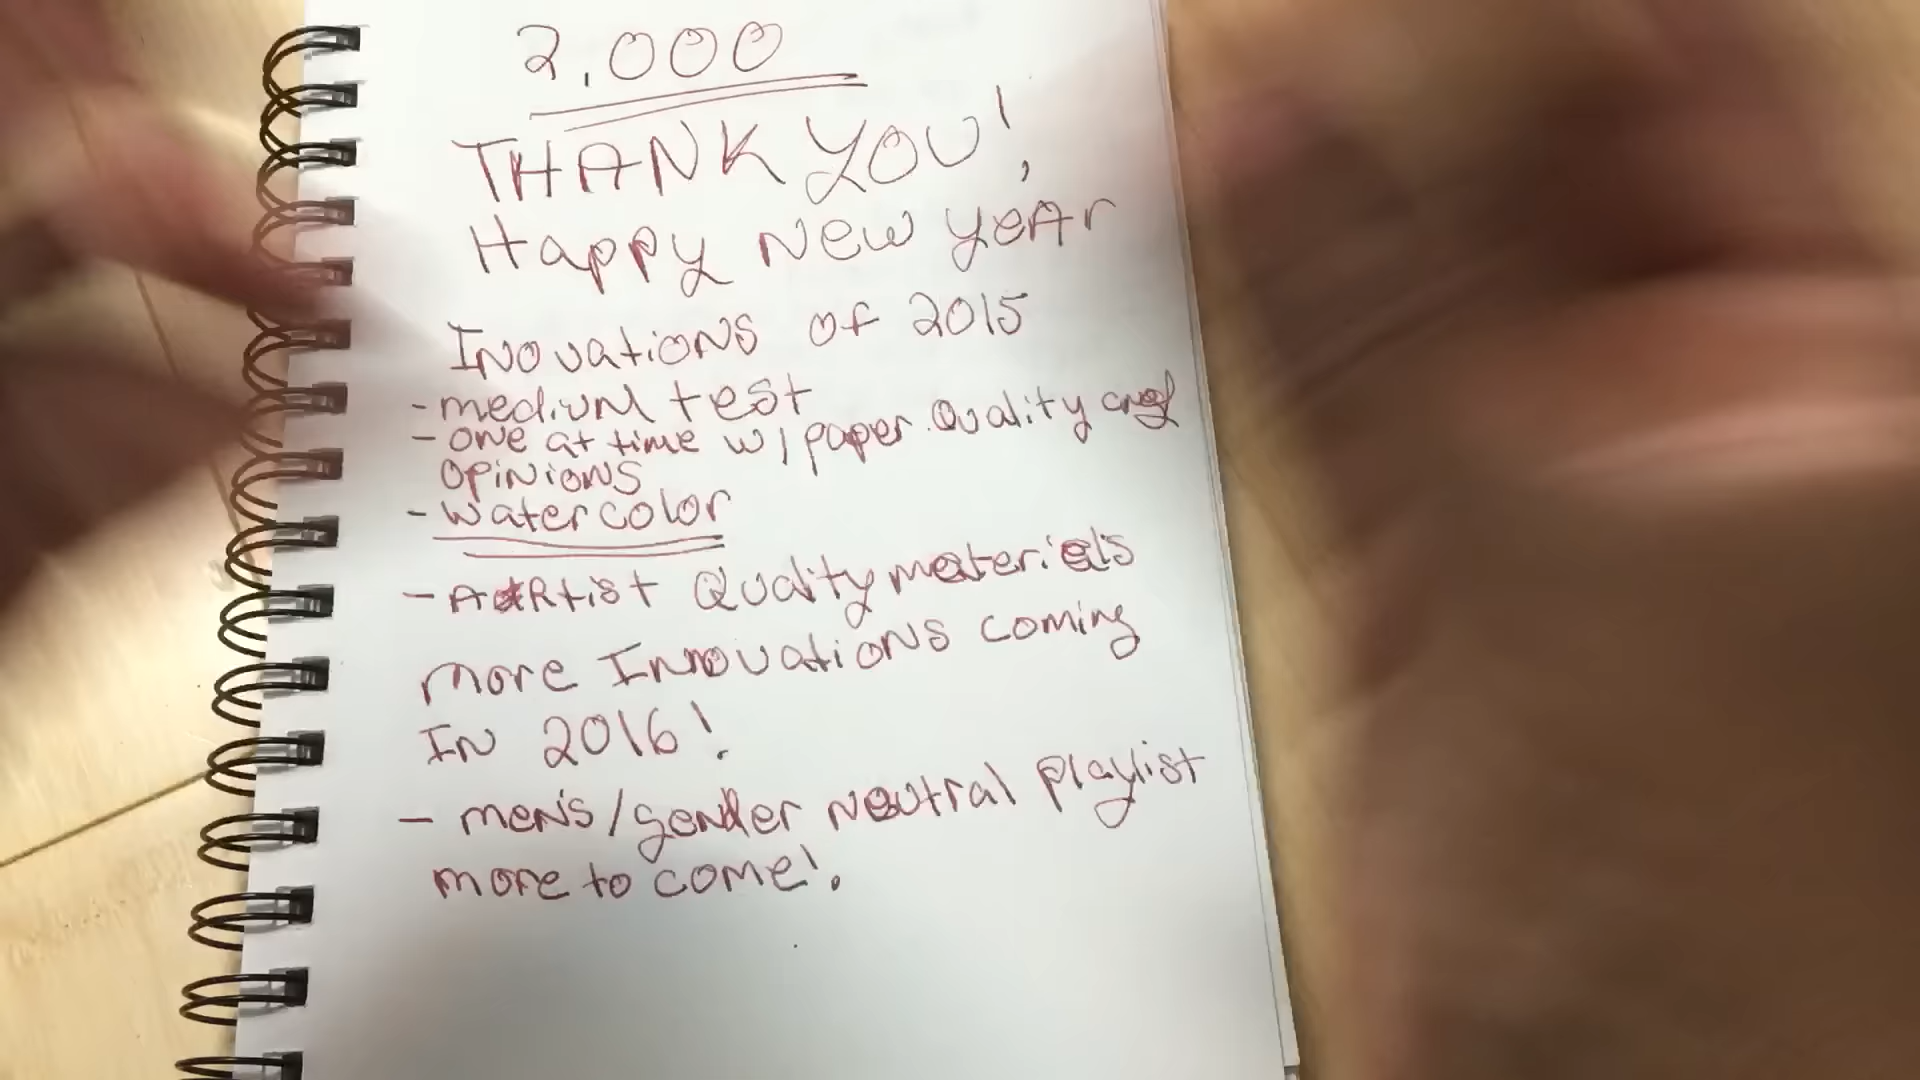 2,000
THANK YOU!
Happy New Year
Inovations of 2015
- medium test
- one at time w/ paper Quality and
opinions
- watercolor
- Artist Quality materials
more Innovations coming
In 2016!
- men's/gender neutral playlist
more to come!